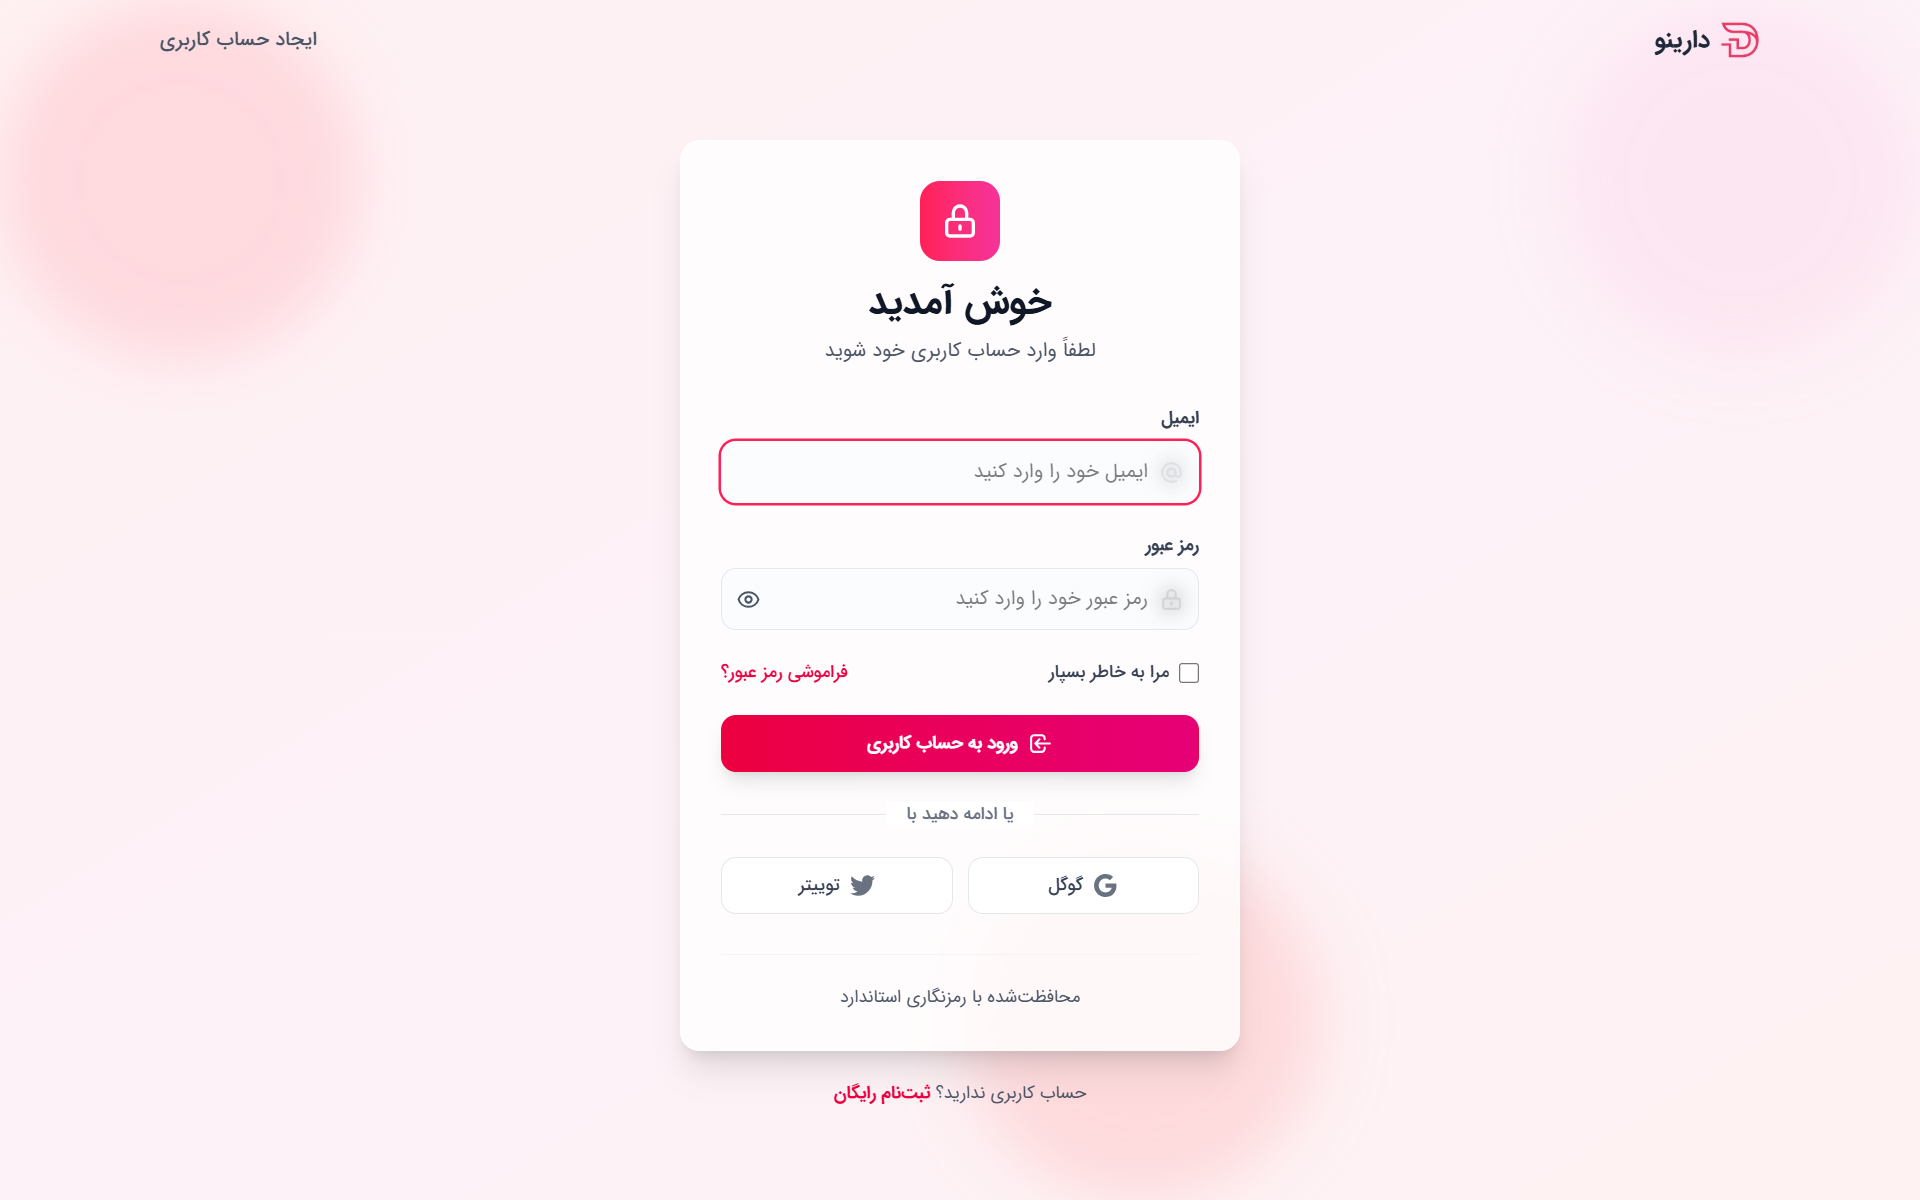 دارینو
ایجاد حساب کاربری
خوش آمدید
لطفاً وارد حساب کاربری خود شوید
ایمیل
ایمیل خود را وارد کنید
رمز عبور
رمز عبور خود را وارد کنید
مرا به خاطر بسپار
فراموشی رمز عبور؟
ورود به حساب کاربری
یا ادامه دهید با
گوگل
توییتر
محافظت‌شده با رمزنگاری استاندارد
حساب کاربری ندارید؟ ثبت‌نام رایگان